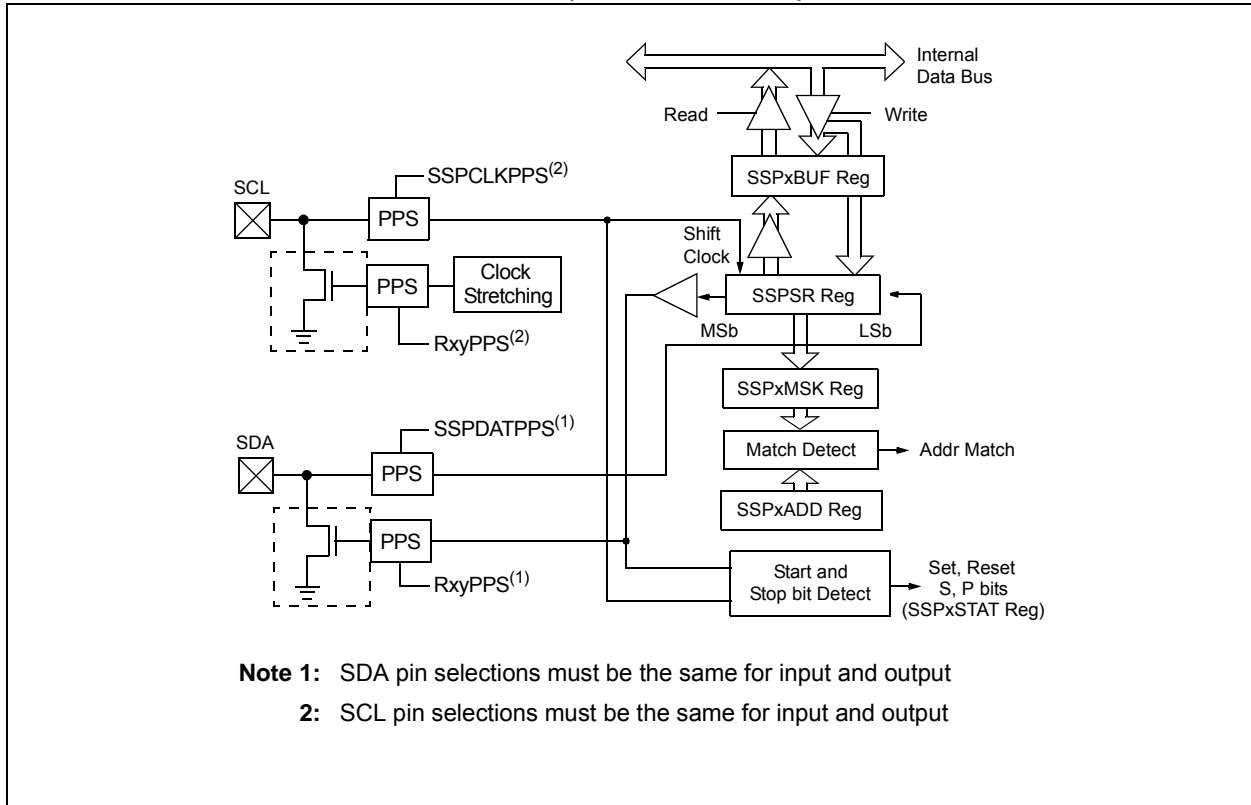 Internal
Data Bus
Read
Write
SSPxBUF Reg
SSPCLKPPS(2)
SCL
PPS
Shift
Clock
Clock
Stretching
PPS
SSPSR Reg
MSb
LSb
RxyPPS(2)
SSPxMSK Reg
SSPDATPPS(1)
SDA
PPS
Match Detect
Addr Match
SSPxADD Reg
PPS
RxyPPS(1)
Start and
Stop bit Detect
Set, Reset
S, P bits
(SSPxSTAT Reg)
Note 1: SDA pin selections must be the same for input and output
2: SCL pin selections must be the same for input and output